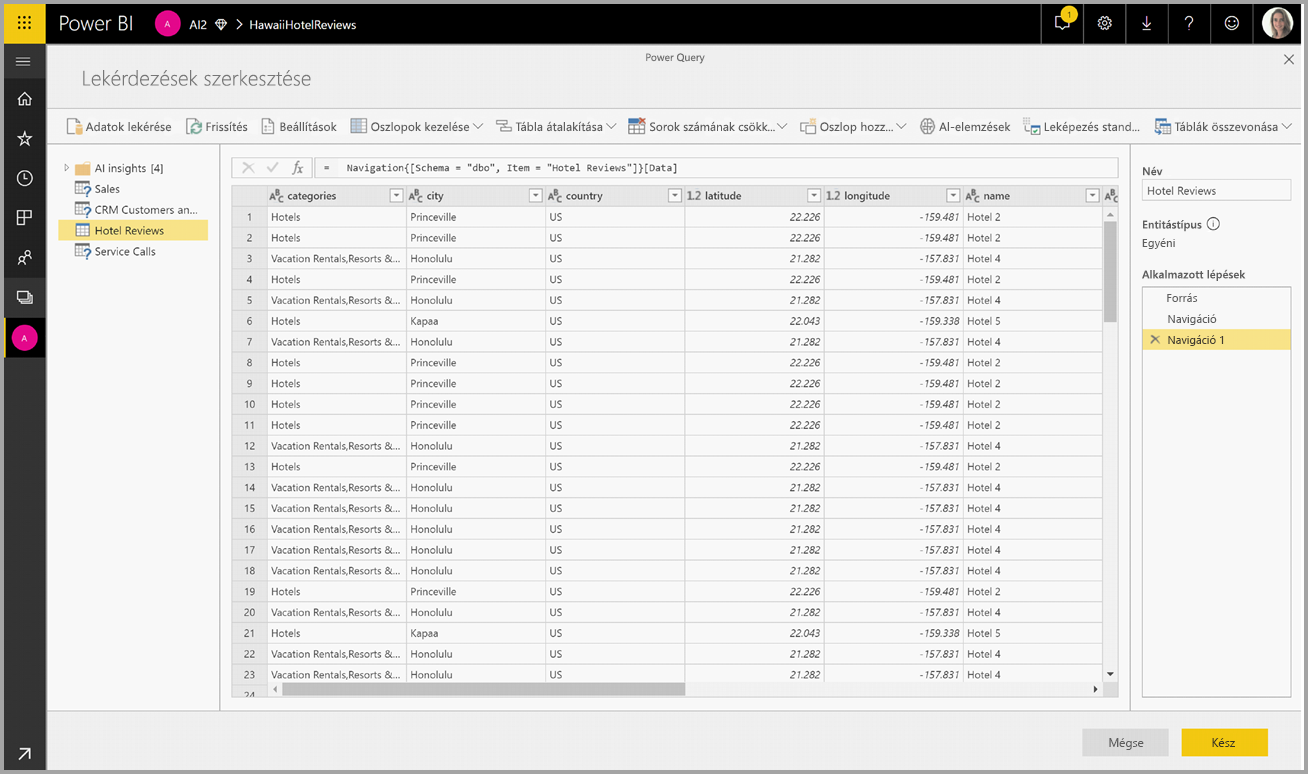 Power BI A AI2 > HawaiiHotelReviews 1 ?
Power Query
Lekérdezések szerkesztése
Adatok lekérése Frissítés Beállítások Oszlopok kezelése Tábla átalakítása Sorok számának csökk... Oszlop hozz... AI-elemzések Leképezés stand... Táblák összevonása
AI insights [4]
Sales
CRM Customers an...
Hotel Reviews
Service Calls
A
fx = Navigation{[Schema = "dbo", Item = "Hotel Reviews"]}[Data]
ABC categories ABC city ABC country 1.2 latitude 1.2 longitude ABC name ABC
1 Hotels Princeville US 22.226 -159.481 Hotel 2
2 Hotels Princeville US 22.226 -159.481 Hotel 2
3 Vacation Rentals,Resorts &... Honolulu US 21.282 -157.831 Hotel 4
4 Hotels Princeville US 22.226 -159.481 Hotel 2
5 Vacation Rentals,Resorts &... Honolulu US 21.282 -157.831 Hotel 4
6 Hotels Kapaa US 22.043 -159.338 Hotel 5
7 Vacation Rentals,Resorts &... Honolulu US 21.282 -157.831 Hotel 4
8 Hotels Princeville US 22.226 -159.481 Hotel 2
9 Hotels Princeville US 22.226 -159.481 Hotel 2
10 Hotels Princeville US 22.226 -159.481 Hotel 2
11 Hotels Princeville US 22.226 -159.481 Hotel 2
12 Vacation Rentals,Resorts &... Honolulu US 21.282 -157.831 Hotel 4
13 Hotels Princeville US 22.226 -159.481 Hotel 2
14 Vacation Rentals,Resorts &... Honolulu US 21.282 -157.831 Hotel 4
15 Vacation Rentals,Resorts &... Honolulu US 21.282 -157.831 Hotel 4
16 Vacation Rentals,Resorts &... Honolulu US 21.282 -157.831 Hotel 4
17 Vacation Rentals,Resorts &... Honolulu US 21.282 -157.831 Hotel 4
18 Vacation Rentals,Resorts &... Honolulu US 21.282 -157.831 Hotel 4
19 Hotels Princeville US 22.226 -159.481 Hotel 2
20 Vacation Rentals,Resorts &... Honolulu US 21.282 -157.831 Hotel 4
21 Hotels Kapaa US 22.043 -159.338 Hotel 5
22 Vacation Rentals,Resorts &... Honolulu US 21.282 -157.831 Hotel 4
23 Vacation Rentals,Resorts &... Honolulu US 21.282 -157.831 Hotel 4
24
Név
Hotel Reviews
Entitástípus
Egyéni
Alkalmazott lépések
Forrás
Navigáció
Navigáció 1
Mégse Kész